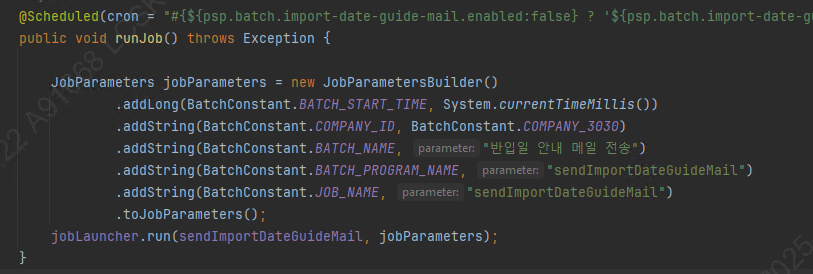 @Scheduled(cron = "#{${psp.batch.import-date-guide-mail.enabled:false} ? '${psp.batch.import-date-gu
public void runJob() throws Exception {
JobParameters jobParameters = new JobParametersBuilder()
.addLong(BatchConstant.BATCH_START_TIME, System.currentTimeMillis())
.addString(BatchConstant.COMPANY_ID, BatchConstant.COMPANY_3030)
.addString(BatchConstant.BATCH_NAME, parameter: "반입일 안내 메일 전송")
.addString(BatchConstant.BATCH_PROGRAM_NAME, parameter: "sendImportDateGuideMail")
.addString(BatchConstant.JOB_NAME, parameter: "sendImportDateGuideMail")
.toJobParameters();
jobLauncher.run(sendImportDateGuideMail, jobParameters);
}